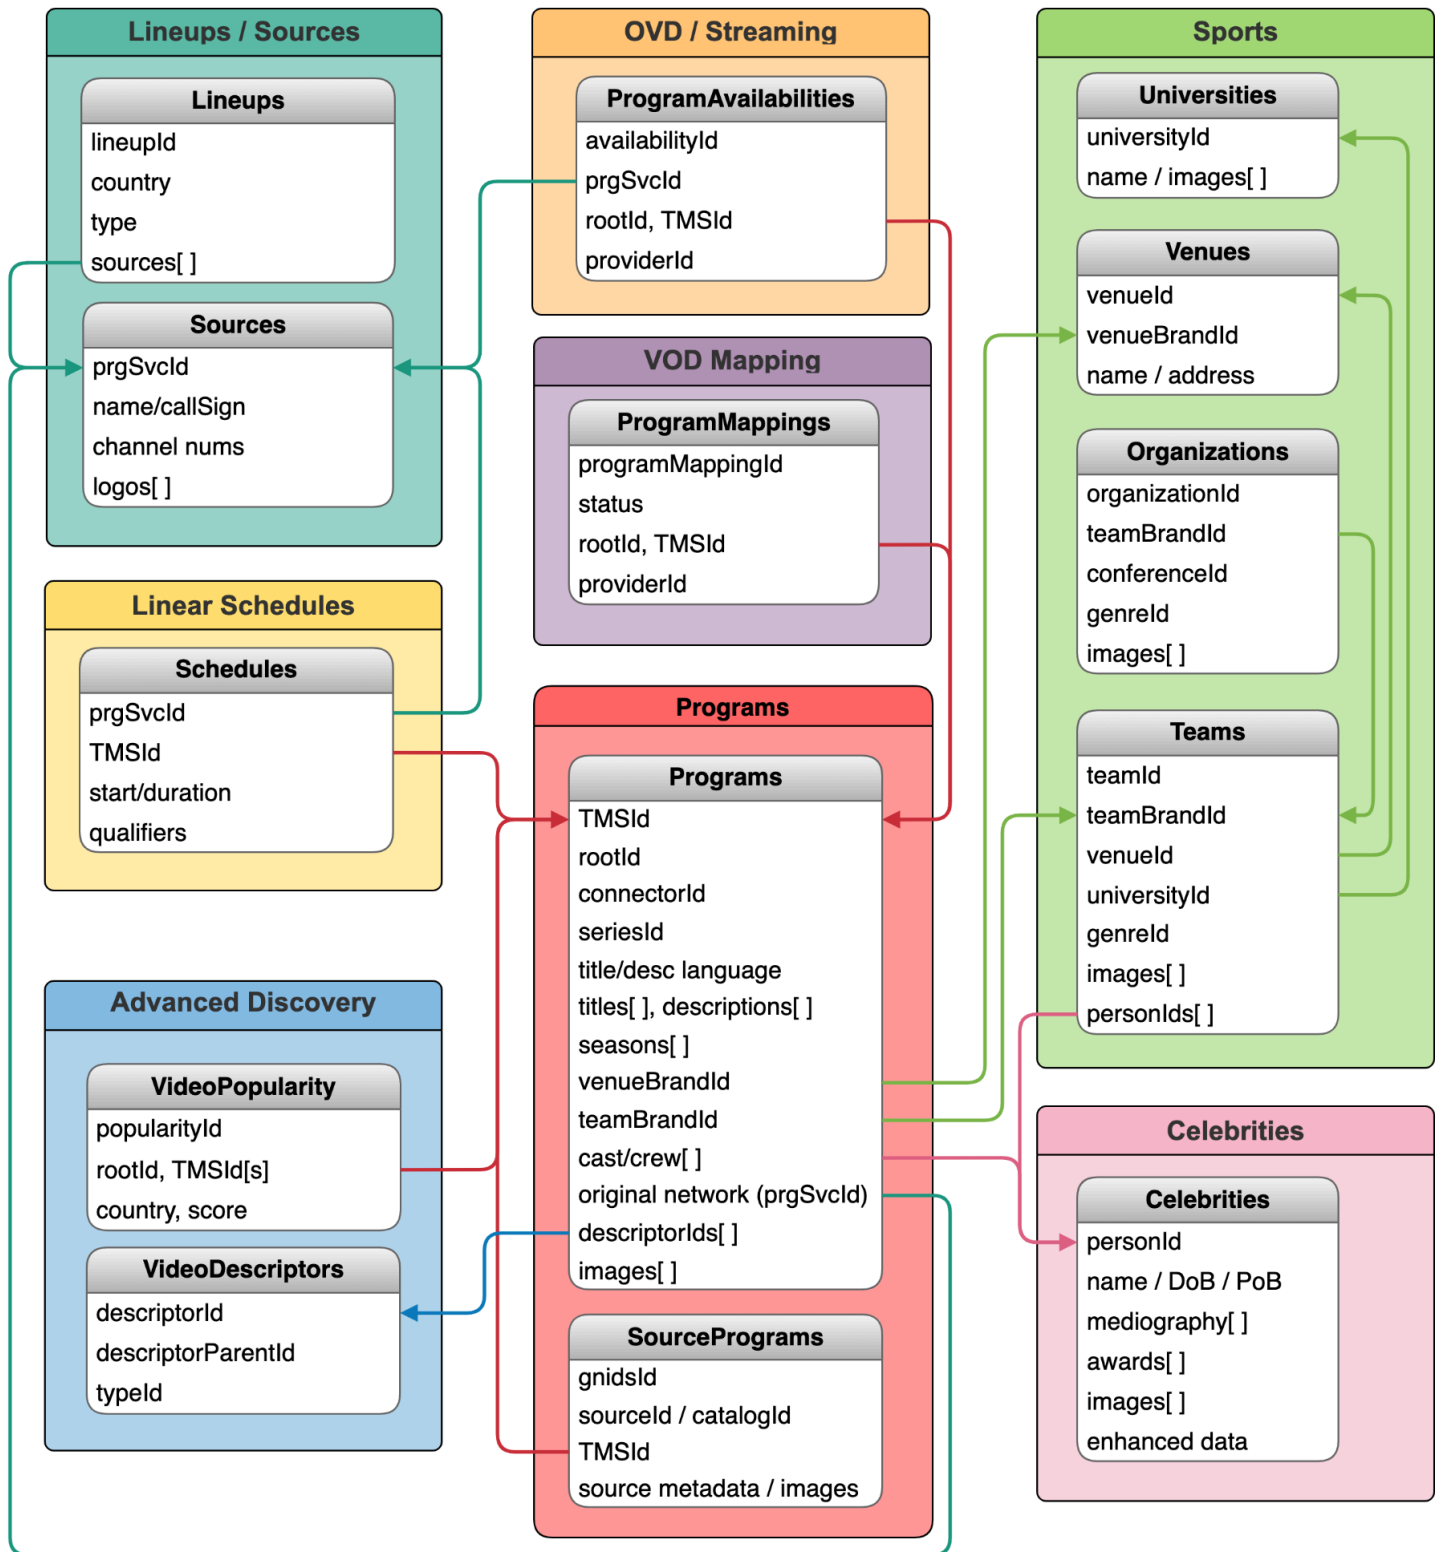 Lineups / Sources
Lineups
lineupId
country
type
sources[ ]
Sources
prgSvcId
name/callSign
channel nums
logos[ ]
Linear Schedules
Schedules
prgSvcId
TMSId
start/duration
qualifiers
Advanced Discovery
VideoPopularity
popularityId
rootId, TMSId[s]
country, score
VideoDescriptors
descriptorId
descriptorParentId
typeId
OVD / Streaming
ProgramAvailabilities
availabilityId
prgSvcId
rootId, TMSId
providerId
VOD Mapping
ProgramMappings
programMappingId
status
rootId, TMSId
providerId
Programs
Programs
TMSId
rootId
connectorId
seriesId
title/desc language
titles[ ], descriptions[ ]
seasons[ ]
venueBrandId
teamBrandId
cast/crew[ ]
original network (prgSvcId)
descriptorIds[ ]
images[ ]
SourcePrograms
gnidsId
sourceId / catalogId
TMSId
source metadata / images
Sports
Universities
universityId
name / images[ ]
Venues
venueId
venueBrandId
name / address
Organizations
organizationId
teamBrandId
conferenceId
genreId
images[ ]
Teams
teamId
teamBrandId
venueId
universityId
genreId
images[ ]
personIds[ ]
Celebrities
Celebrities
personId
name / DoB / PoB
mediography[ ]
awards[ ]
images[ ]
enhanced data